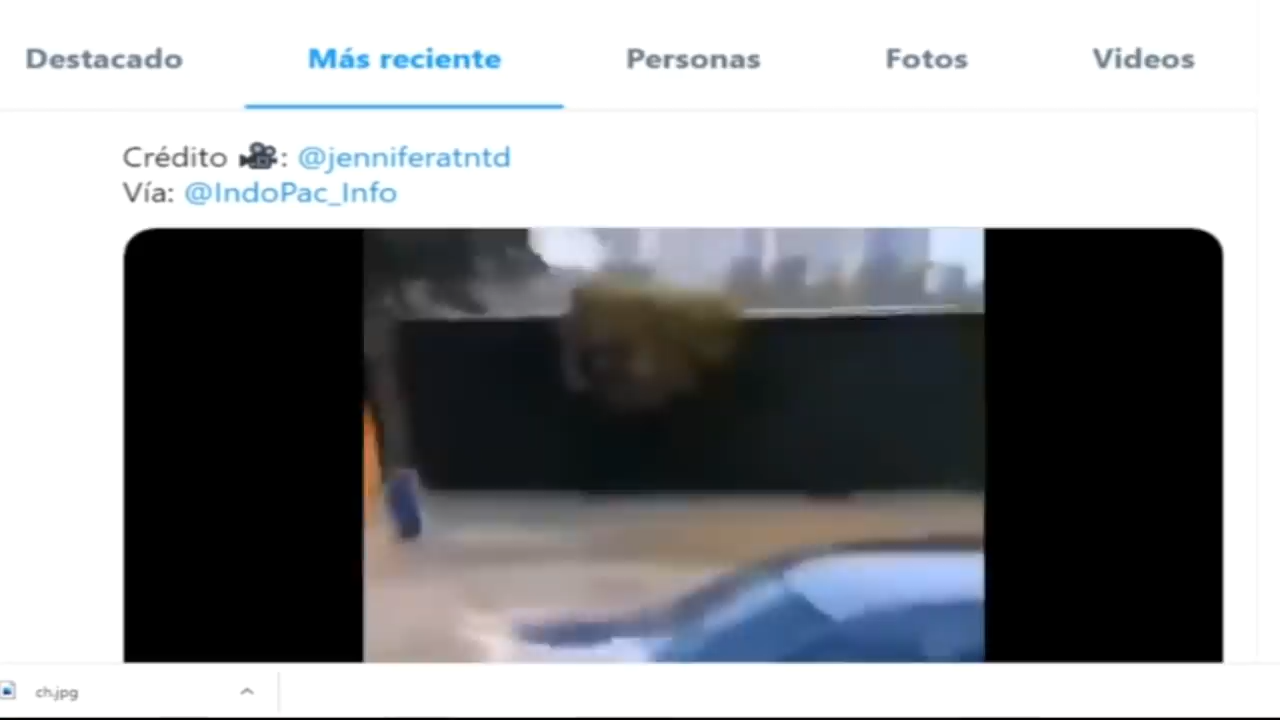 Destacado Más reciente Personas Fotos Videos
Crédito 🎥: @jenniferatntd
Vía: @IndoPac_Info
ch.jpg